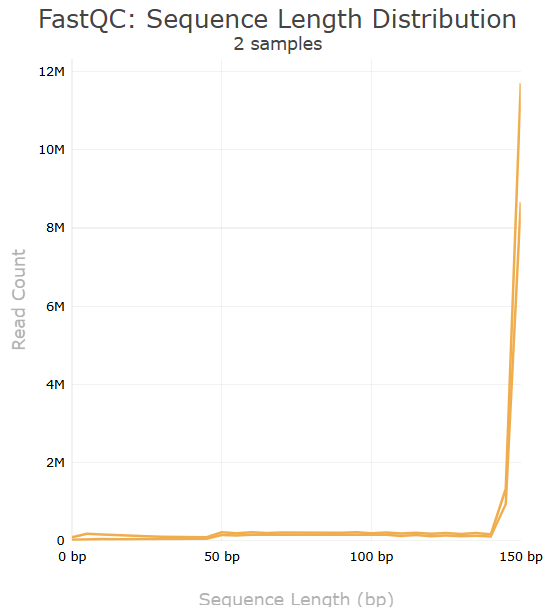 FastQC: Sequence Length Distribution
2 samples
12M
10M
8M
6M
4M
2M
0
Read Count
0 bp
50 bp
100 bp
150 bp
Sequence Length (bp)